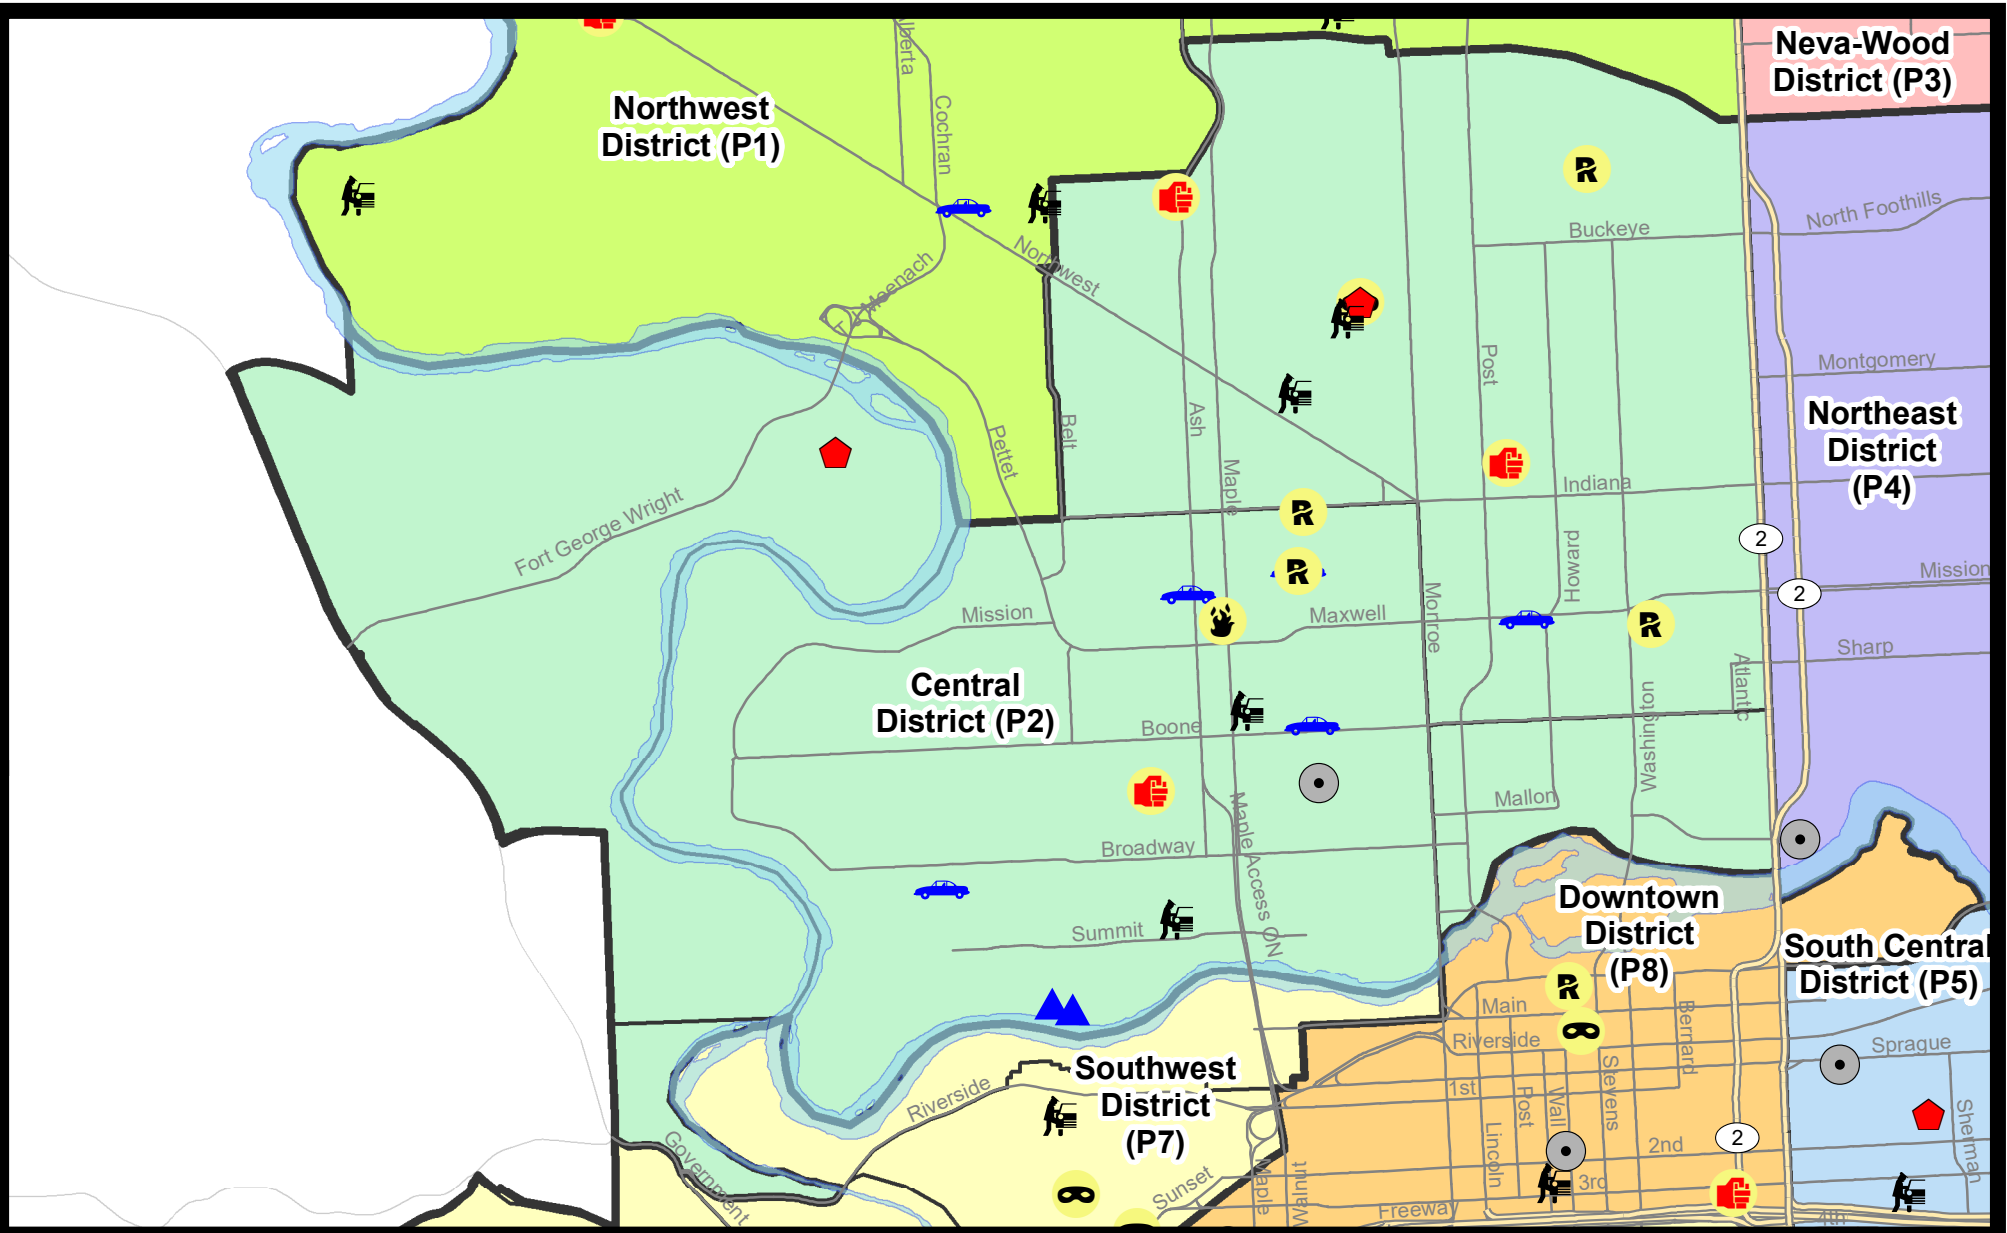 Neva-Wood
District (P3)
Northwest
District (P1)
Cochran
North Foothills
Buckeye
Northwest
Post
Montgomery
Northeast
District
(P4)
Ash
Belt
Pettet
Maple
Indiana
Fort George Wright
Howard
2
Mission
2
Mission
Maxwell
Monroe
Sharp
Atlantic
Central
District (P2)
Boone
Washington
Mallon
Maple Access ON
Broadway
Downtown
District
(P8)
Summit
South Central
District (P5)
Main
Bernard
Riverside
Sprague
Southwest
District
(P7)
Riverside
1st
Post
Wall
Stevens
Sherman
Lincoln
2
2nd
Government
Sunset
Maple
Walnut
3rd
Freeway
4th
R
R
R
R
R